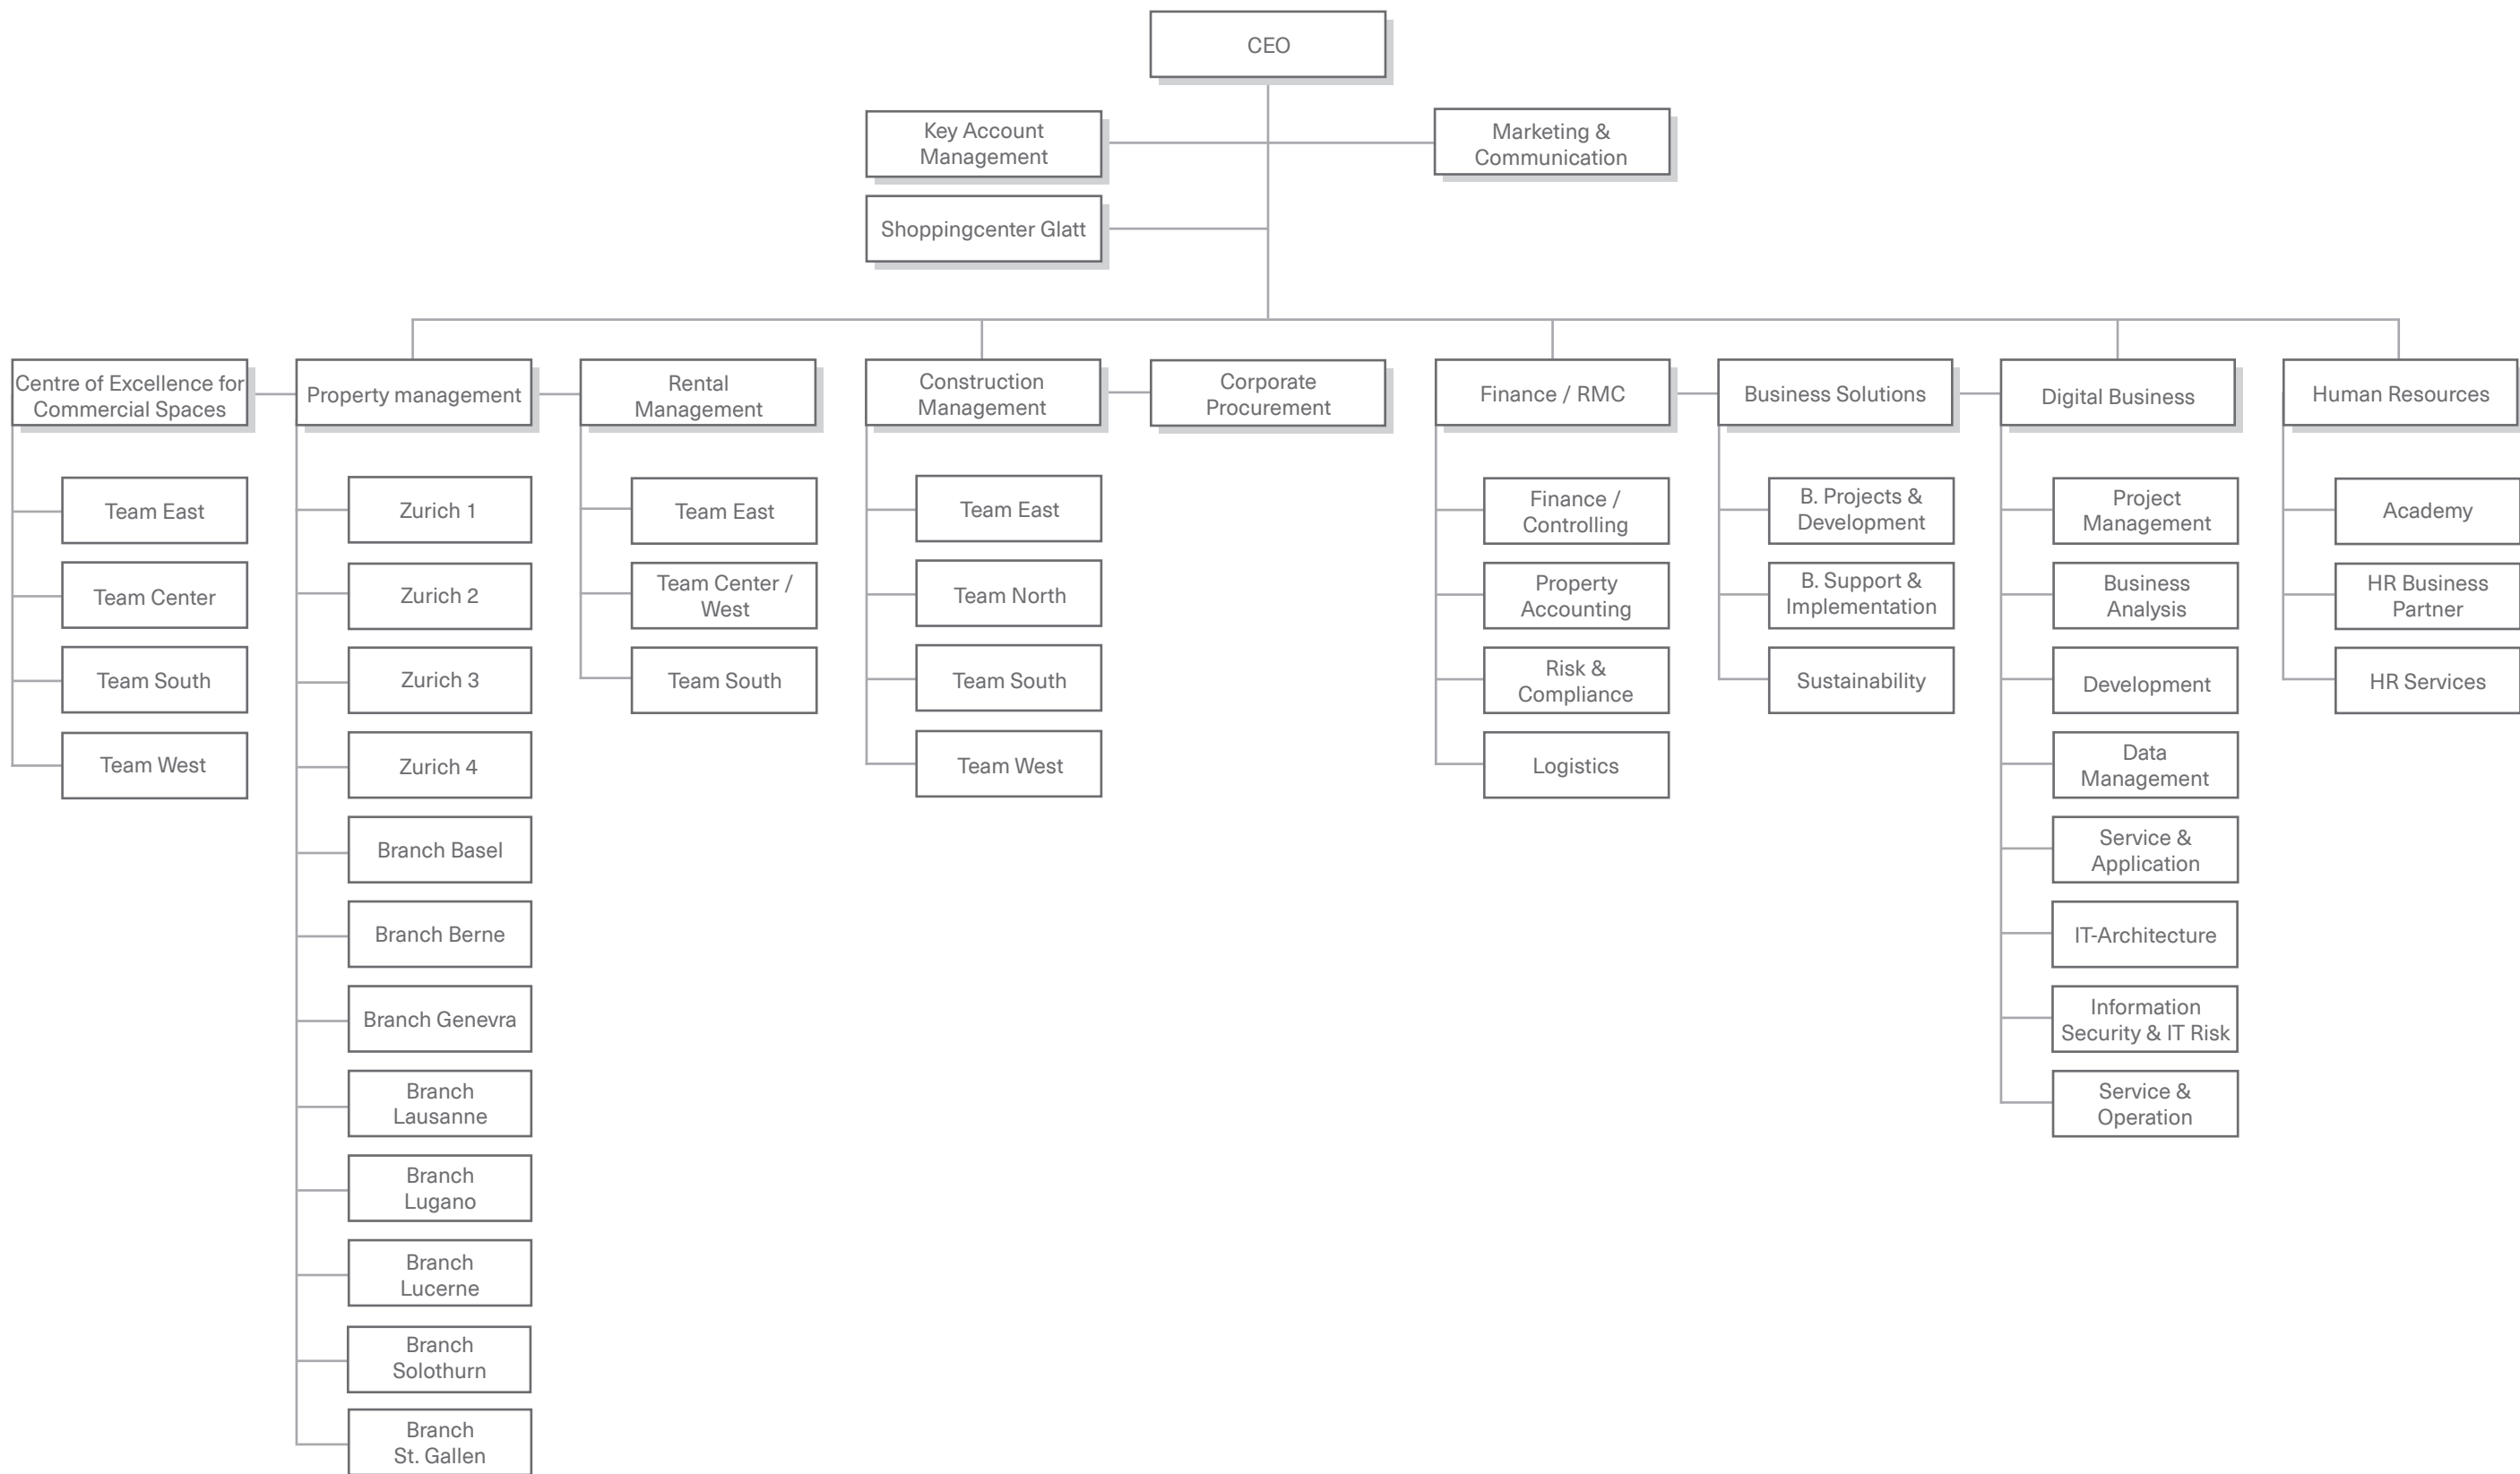 CEO
Key Account
Management
Marketing &
Communication
Shoppingcenter Glatt
Centre of Excellence for
Commercial Spaces
Team East
Team Center
Team South
Team West
Property management
Zurich 1
Zurich 2
Zurich 3
Zurich 4
Branch Basel
Branch Berne
Branch Genevra
Branch
Lausanne
Branch
Lugano
Branch
Lucerne
Branch
Solothurn
Branch
St. Gallen
Rental
Management
Team East
Team Center /
West
Team South
Construction
Management
Team East
Team North
Team South
Team West
Corporate
Procurement
Finance / RMC
Finance /
Controlling
Property
Accounting
Risk &
Compliance
Logistics
Business Solutions
B. Projects &
Development
B. Support &
Implementation
Sustainability
Digital Business
Project
Management
Business
Analysis
Development
Data
Management
Service &
Application
IT-Architecture
Information
Security & IT Risk
Service &
Operation
Human Resources
Academy
HR Business
Partner
HR Services